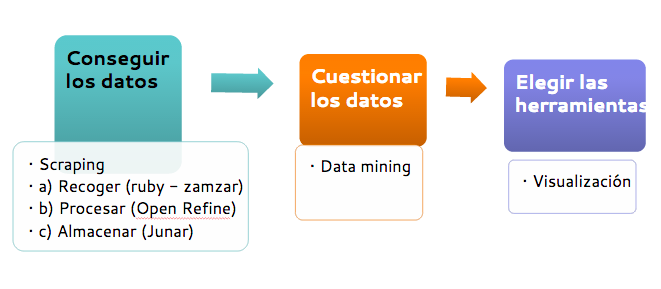 Conseguir
los datos
· Scraping
· a) Recoger (ruby - zamzar)
· b) Procesar (Open Refine)
· c) Almacenar (Junar)
Cuestionar
los datos
· Data mining
Elegir las
herramientas
· Visualización